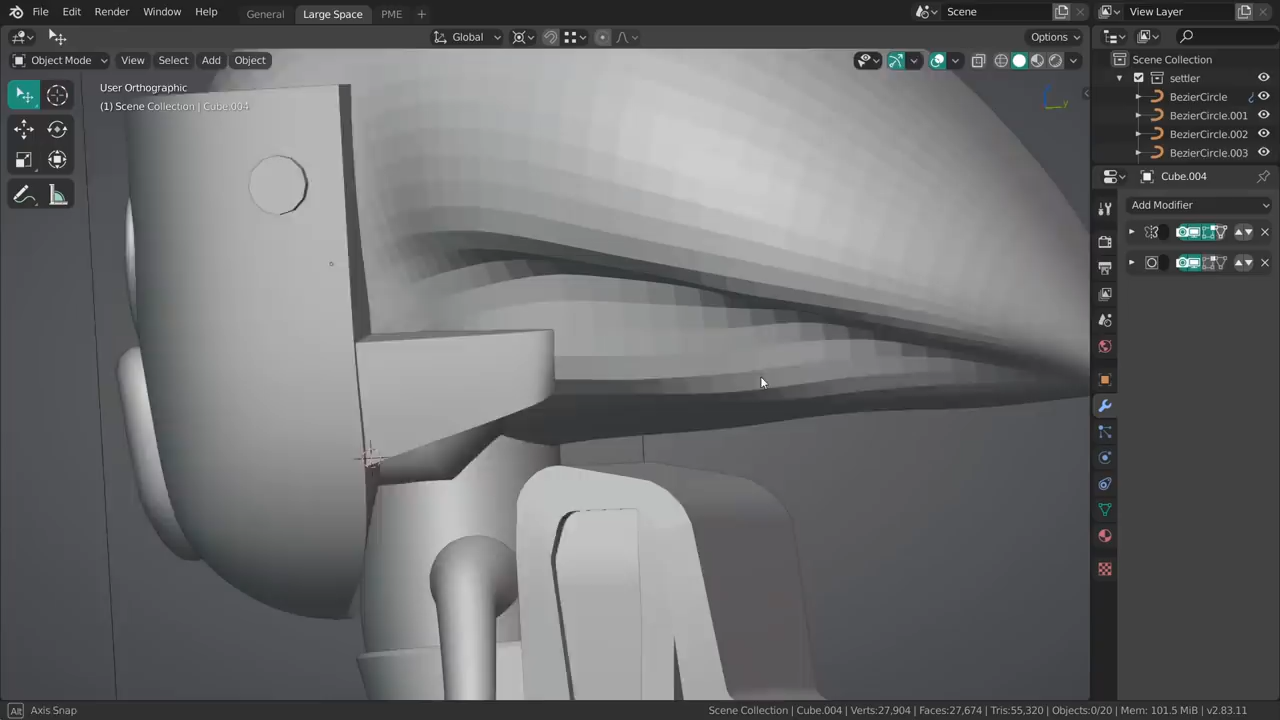 File Edit Render Window Help General Large Space PME + Scene View Layer
Global Options
Object Mode View Select Add Object
User Orthographic
(1) Scene Collection | Cube.004
y
Scene Collection
settler
BezierCircle
BezierCircle.001
BezierCircle.002
BezierCircle.003
Cube.004
Add Modifier
Alt Axis Snap
Scene Collection | Cube.004 | Verts:27,904 | Faces:27,674 | Tris:55,320 | Objects:0/20 | Mem: 101.5 MiB | v2.83.11